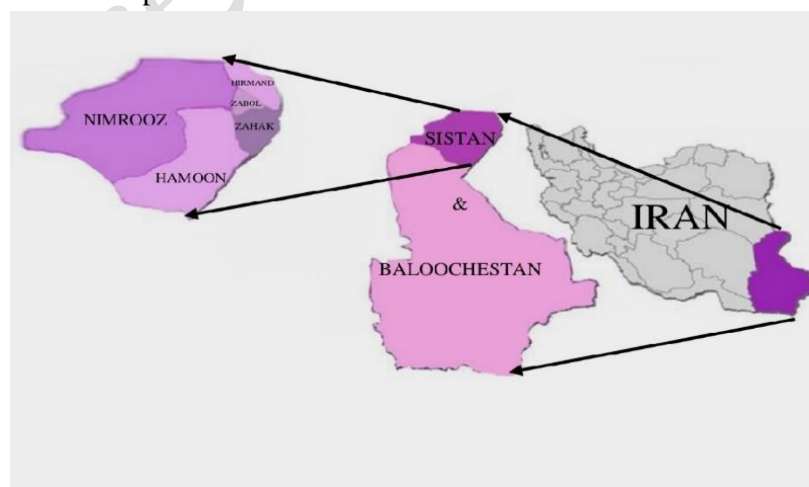 HIRMAND
ZABOL
NIMROOZ
ZAHAK
HAMOON
SISTAN
&
BALOOCHESTAN
IRAN